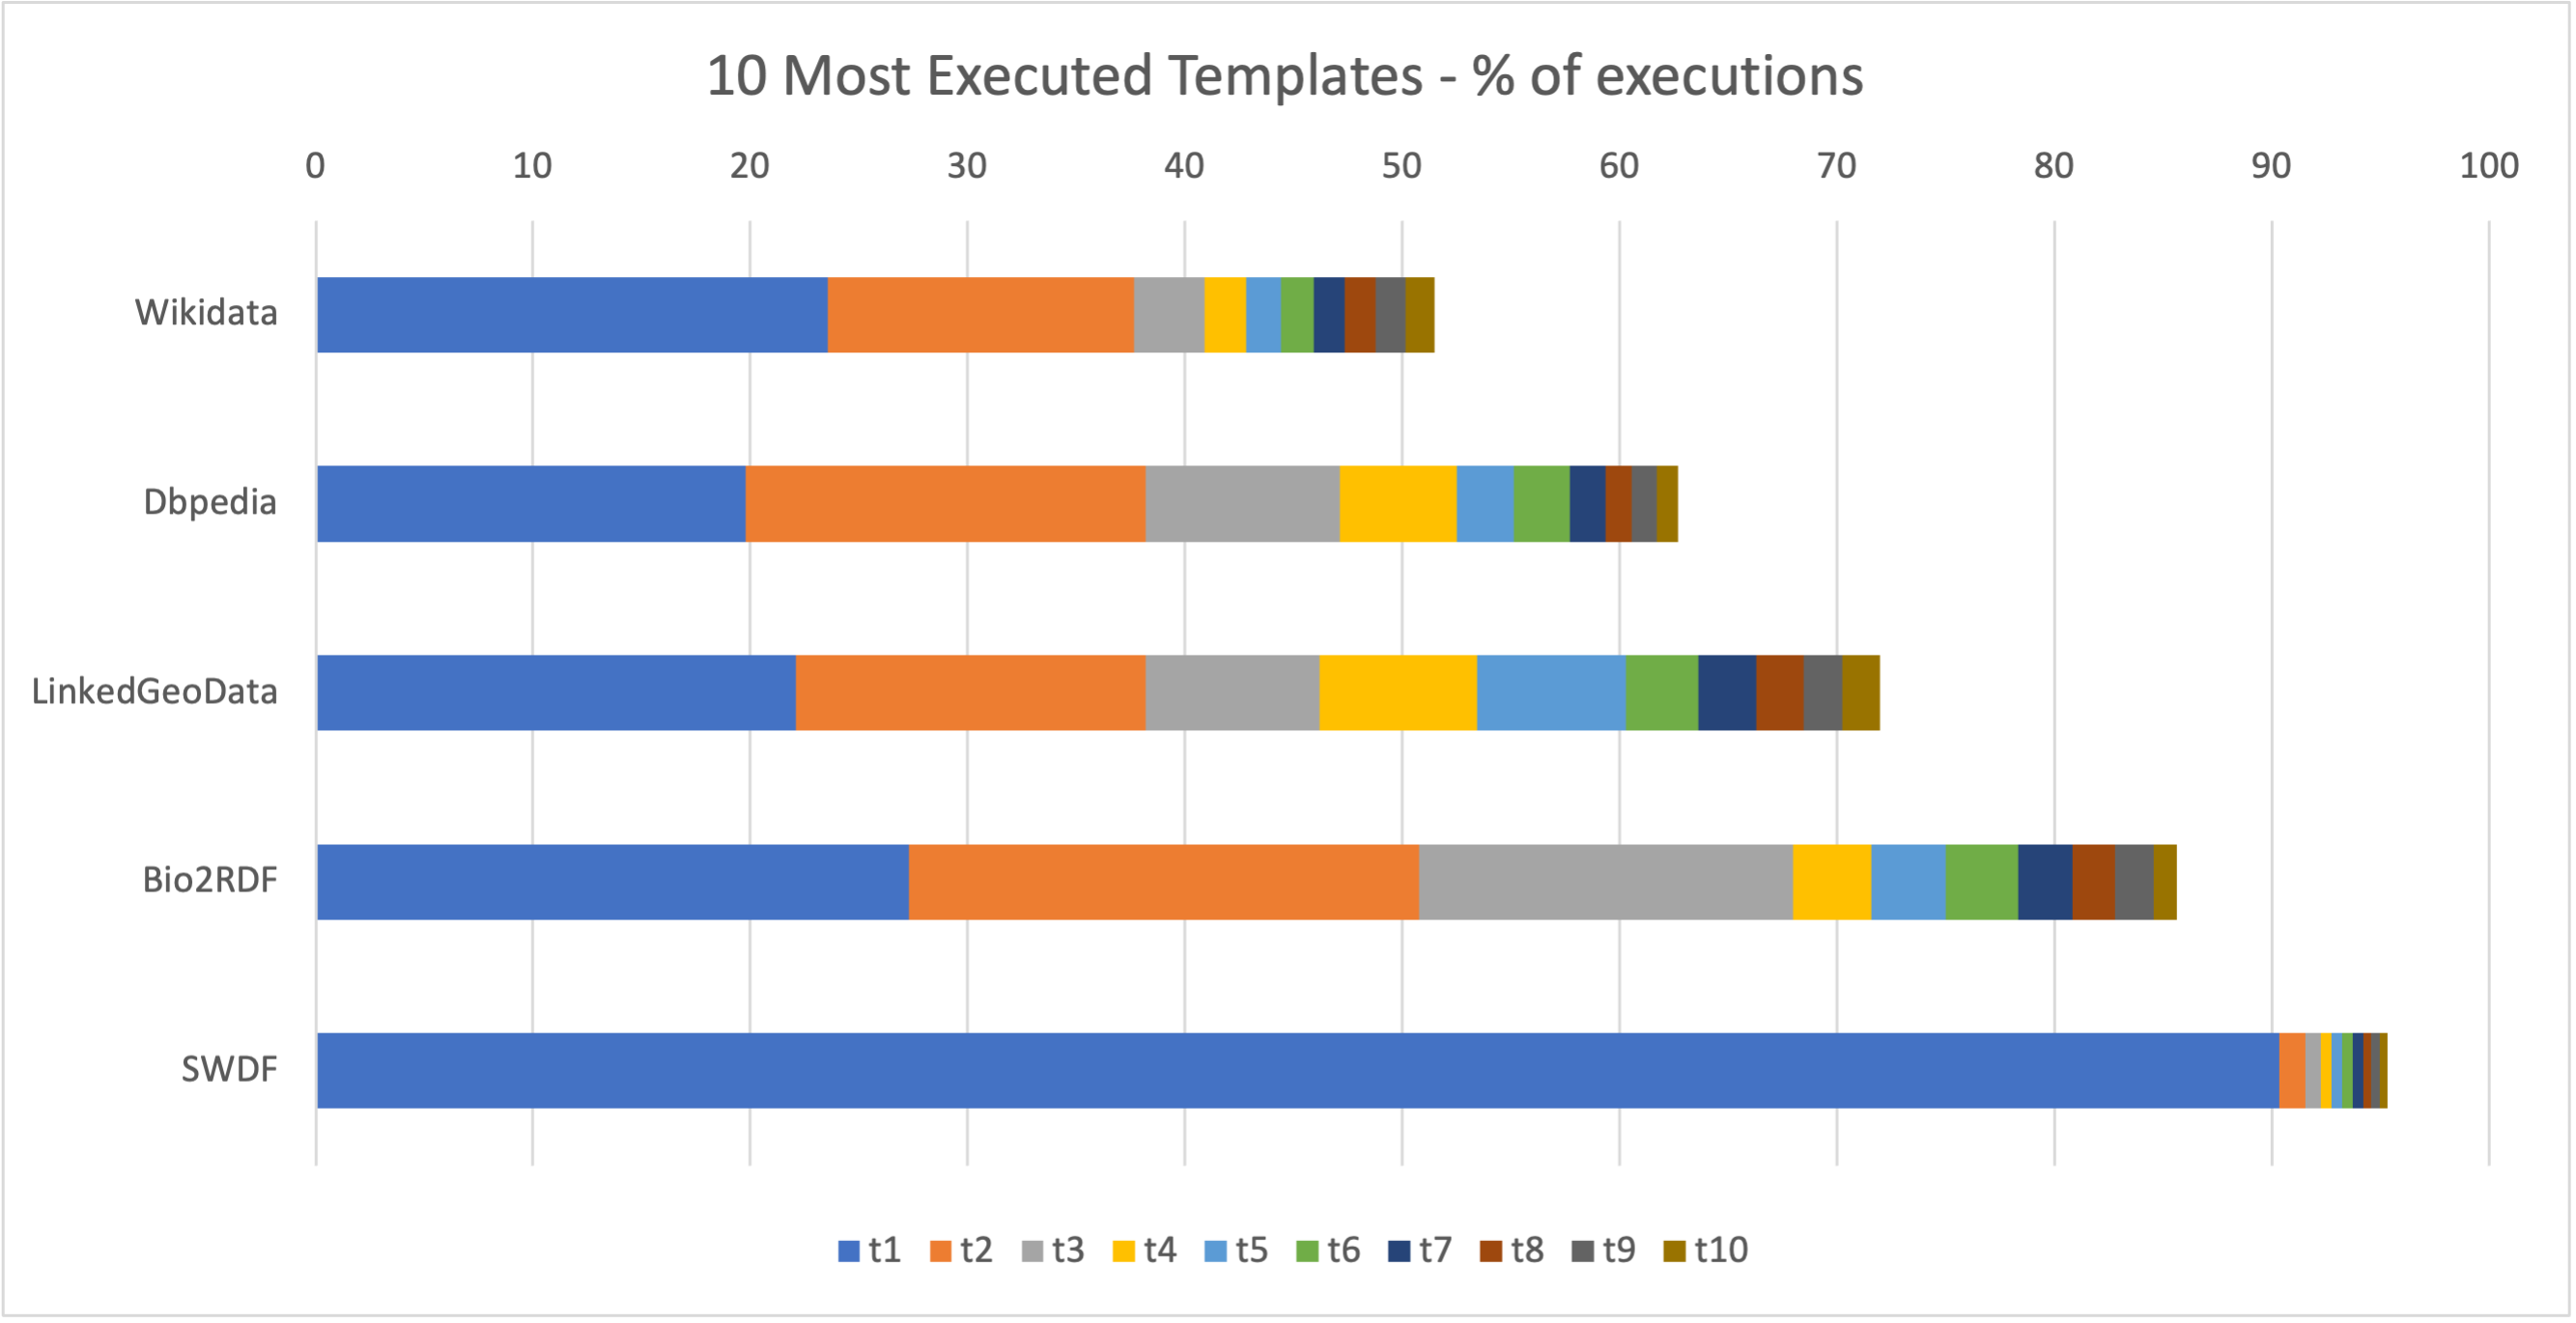 10 Most Executed Templates - % of executions
0 10 20 30 40 50 60 70 80 90 100
Wikidata
Dbpedia
LinkedGeoData
Bio2RDF
SWDF
t1 t2 t3 t4 t5 t6 t7 t8 t9 t10